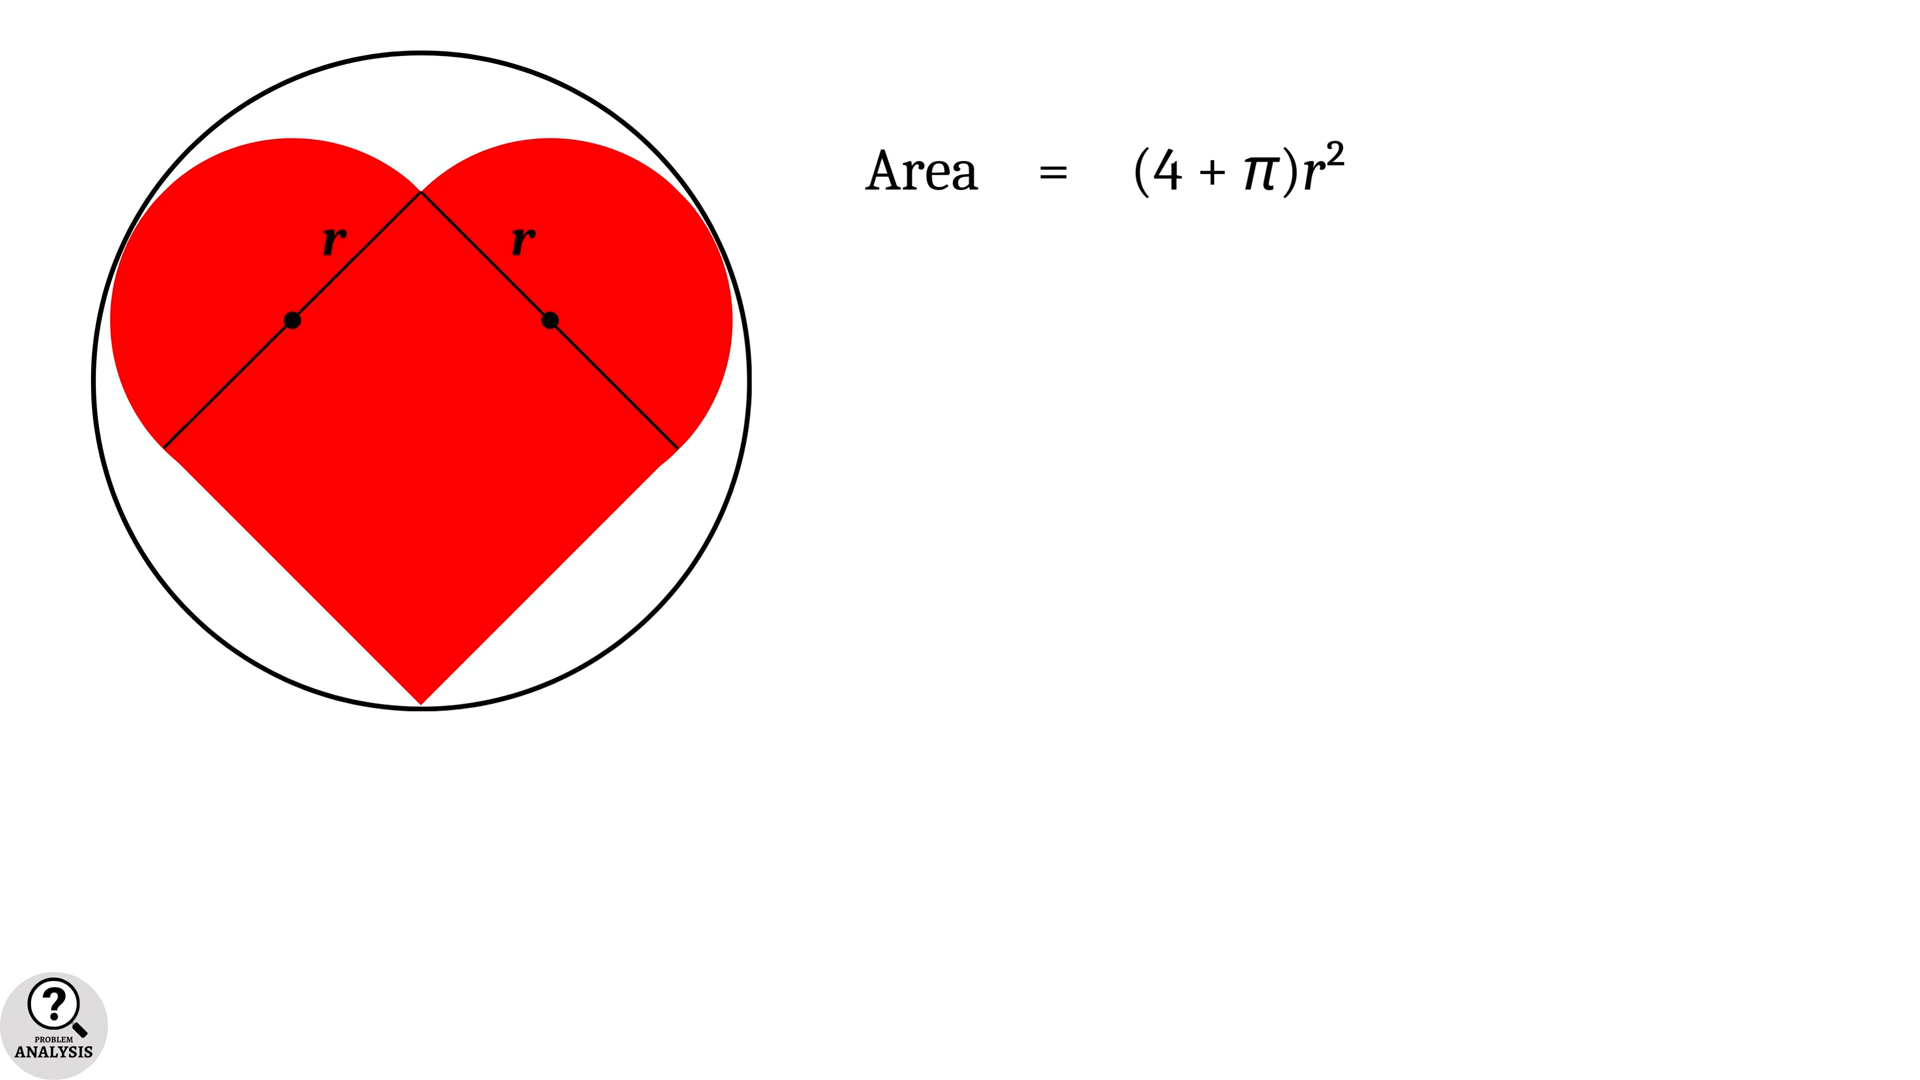 Area = (4 + π)r²
r r
?
PROBLEM
ANALYSIS